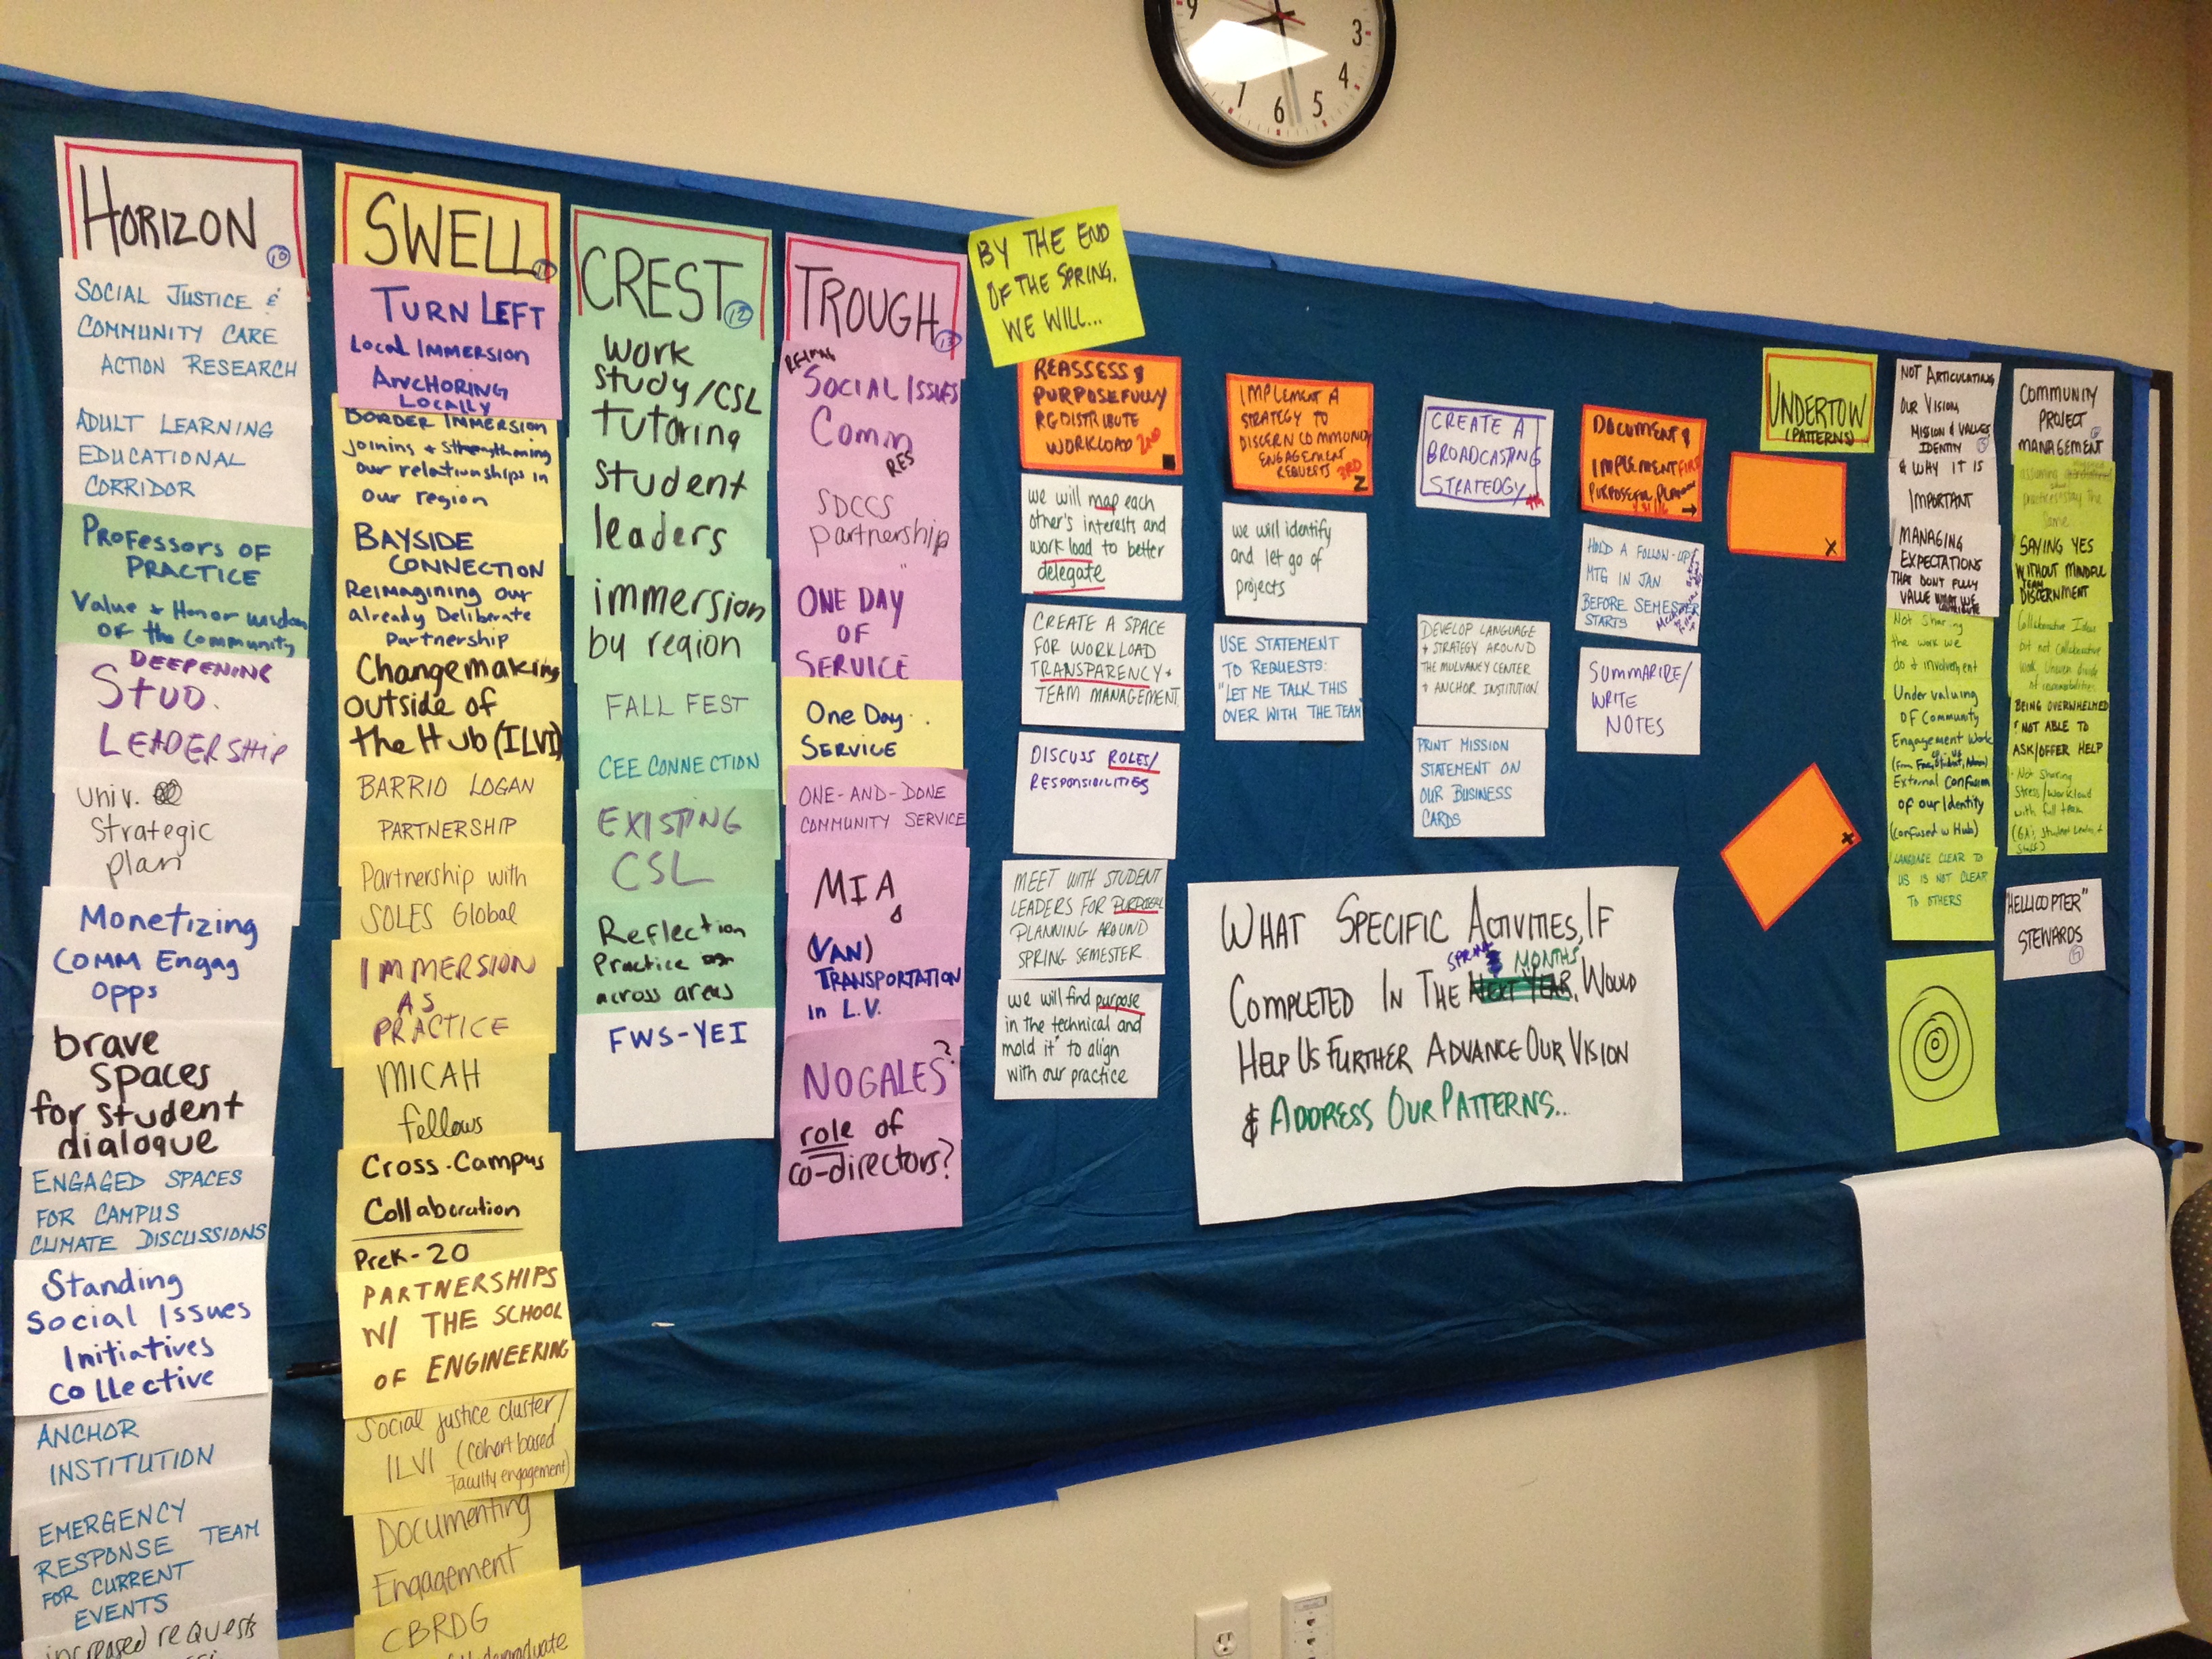 9
3
4
5
6
7
HORIZON
10
SOCIAL JUSTICE &
COMMUNITY CARE
ACTION RESEARCH
ADULT LEARNING
EDUCATIONAL
CORRIDOR
PROFESSORS OF
PRACTICE
Value & Honor wisdom
OF the Community
DEEPENING
STUD.
LEADERSHIP
Univ.
Strategic
plan
Monetizing
COMM Engag
opps
brave
spaces
for student
dialogue
ENGAGED SPACES
FOR CAMPUS
CLIMATE DISCUSSIONS
Standing
Social Issues
Initiatives
Collective
ANCHOR
INSTITUTION
EMERGENCY
RESPONSE TEAM
FOR CURRENT
EVENTS
increased requests
SWELL
11
TURN LEFT
Local IMMERSION
ANCHORING
LOCALLY
BORDER IMMERSION
joining & Strengthening
our relationships in
our region
BAYSIDE
CONNECTION
REimagining OUR
already Deliberate
Partnership
Changemaking
outside of
the Hub (ILVI)
BARRIO LOGAN
PARTNERSHIP
Partnership with
SOLES Global
IMMERSION
AS
PRACTICE
MICAH
fellows
Cross-Campus
Collaboration
PreK-20
PARTNERSHIPS
W/ THE SCHOOL
OF ENGINEERING
Social justice cluster/
ILVI (cohort based
faculty engagement)
Documenting
Engagement
CBRDG
CREST
12
Work
Study/CSL
tutoring
student
leaders
immersion
by region
FALL FEST
CEE CONNECTION
EXISTING
CSL
Reflection
Practice
across areas
FWS-YEI
TROUGH
13
SOCIAL ISSUES
Comm
RES
SDCCS
partnership
ONE DAY
OF
SERVICE
One Day
SERVICE
ONE-AND-DONE
COMMUNITY SERVICE
MIA
(VAN)
TRANSPORTATION
in L.V.
NOGALES?
role of
co-directors?
BY THE END
OF THE SPRING,
WE WILL...
REASSESS &
PURPOSEFULLY
REDISTRIBUTE
WORKLOAD 2ND
we will map each
other's interests and
work load to better
delegate
CREATE A SPACE
FOR WORKLOAD
TRANSPARENCY +
TEAM MANAGEMENT
DISCUSS ROLES/
RESPONSIBILITIES
MEET WITH STUDENT
LEADERS FOR PURPOSEFUL
PLANNING AROUND
SPRING SEMESTER.
we will find purpose
in the technical and
"mold it" to align
with our practice
IMPLEMENT A
STRATEGY TO
DISCERN COMMUNITY
ENGAGEMENT
REQUESTS 3RD
Z
we will identify
and let go of
projects
USE STATEMENT
TO REQUESTS:
"LET ME TALK THIS
OVER WITH THE TEAM"
CREATE A
BROADCASTING
STRATEDGY
4th
DEVELOP LANGUAGE
+ STRATEGY AROUND
THE MULVANEY CENTER
+ ANCHOR INSTITUTION
PRINT MISSION
STATEMENT ON
OUR BUSINESS
CARDS
DOCUMENT &
IMPLEMENT FIRST
PURPOSEFUL PLANNING
HOLD A FOLLOW-UP
MTG IN JAN
BEFORE SEMESTER
STARTS
SUMMARIZE/
WRITE
NOTES
WHAT SPECIFIC ACTIVITIES, IF
SPRING MONTHS
COMPLETED IN THE NEXT YEAR, WOULD
HELP US FURTHER ADVANCE OUR VISION
& ADDRESS OUR PATTERNS...
UNDERTOW
(PATTERNS)
X
NOT ARTICULATING
OUR VISION,
MISSION & VALUES
IDENTITY
& WHY IT IS
IMPORTANT
MANAGING
EXPECTATIONS
THAT DON'T FULLY
VALUE WHAT WE
CONTRIBUTE
Not sharing
the work we
do & involvement
Under valuing
OF Community
Engagement Work
External Confusion
of our Identity
(confused w Hub)
LANGUAGE CLEAR TO
US IS NOT CLEAR
TO OTHERS
COMMUNITY
PROJECT
MANAGEMENT
assuming
practices stay the
same
SAYING YES
WITHOUT MINDFUL
TEAM
DISCERNMENT
Collaborative Ideas
but not collaborative
work. Uneven divide
of responsibilities
BEING OVERWHELMED
& NOT ABLE TO
ASK/OFFER HELP
Not sharing
stress/workload
with full team
(GA's, student leaders &
staff)
"HELLICOPTER"
STEWARDS